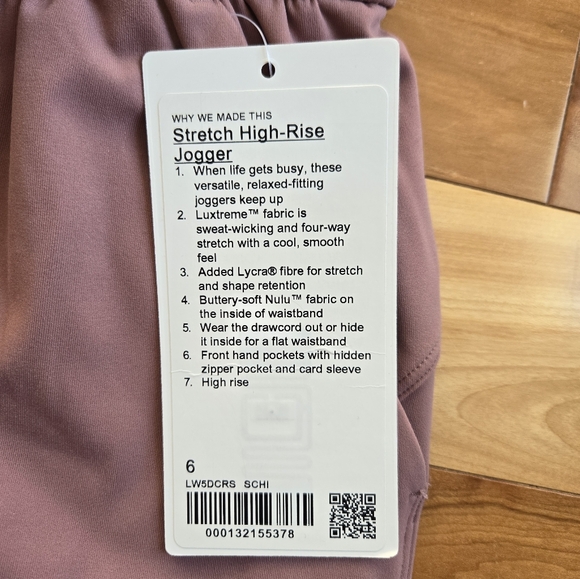 WHY WE MADE THIS
Stretch High-Rise
Jogger
1. When life gets busy, these
versatile, relaxed-fitting
joggers keep up
2. Luxtreme™ fabric is
sweat-wicking and four-way
stretch with a cool, smooth
feel
3. Added Lycra® fibre for stretch
and shape retention
4. Buttery-soft Nulu™ fabric on
the inside of waistband
5. Wear the drawcord out or hide
it inside for a flat waistband
6. Front hand pockets with hidden
zipper pocket and card sleeve
7. High rise
6
LW5DCRS SCHI
000132155378